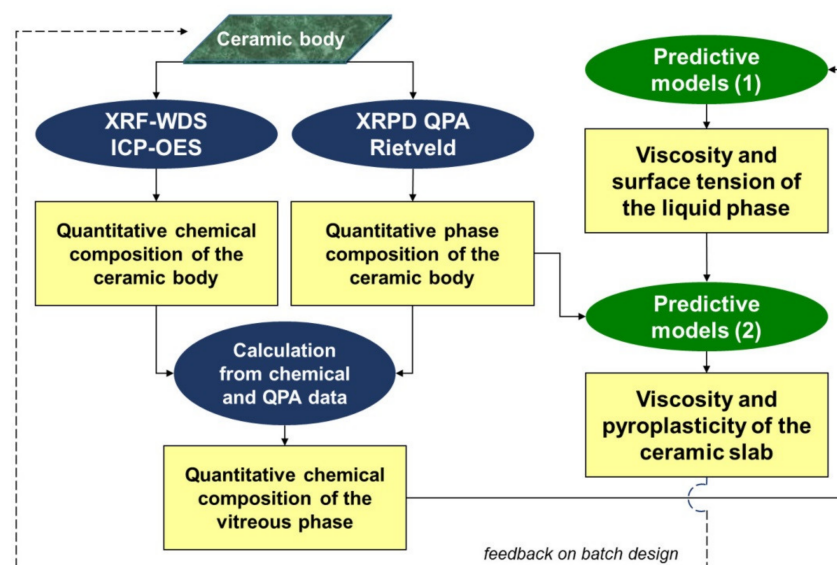 Ceramic body
XRF-WDS
ICP-OES
XRPD QPA
Rietveld
Quantitative chemical
composition of the
ceramic body
Quantitative phase
composition of the
ceramic body
Calculation
from chemical
and QPA data
Quantitative chemical
composition of the
vitreous phase
Predictive
models (1)
Viscosity and
surface tension of
the liquid phase
Predictive
models (2)
Viscosity and
pyroplasticity of the
ceramic slab
feedback on batch design